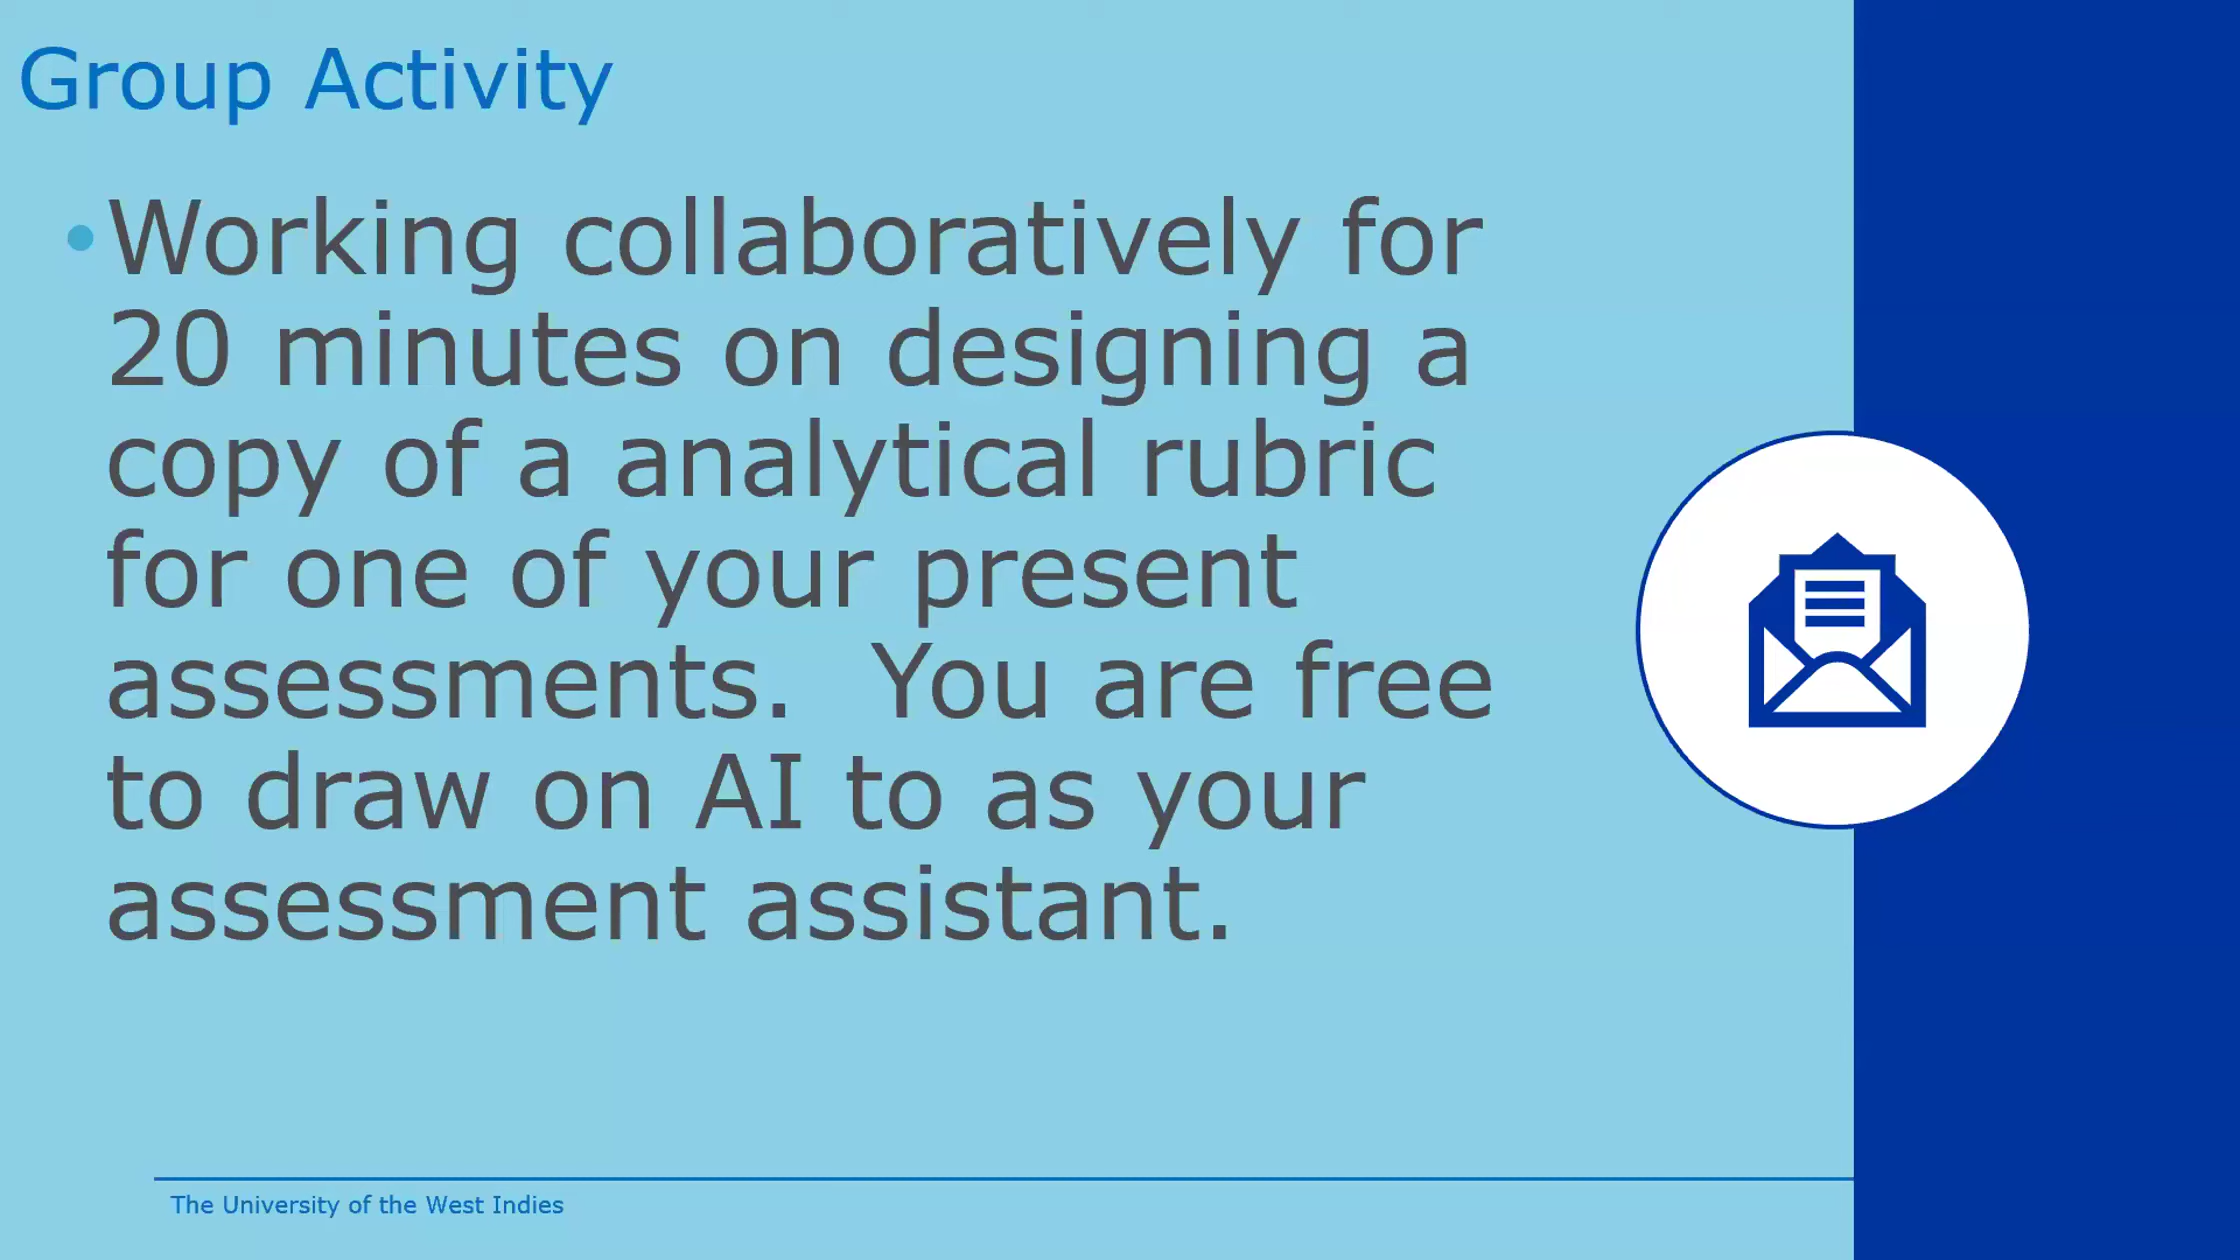 Group Activity
•Working collaboratively for
20 minutes on designing a
copy of a analytical rubric
for one of your present
assessments.  You are free
to draw on AI to as your
assessment assistant.
The University of the West Indies